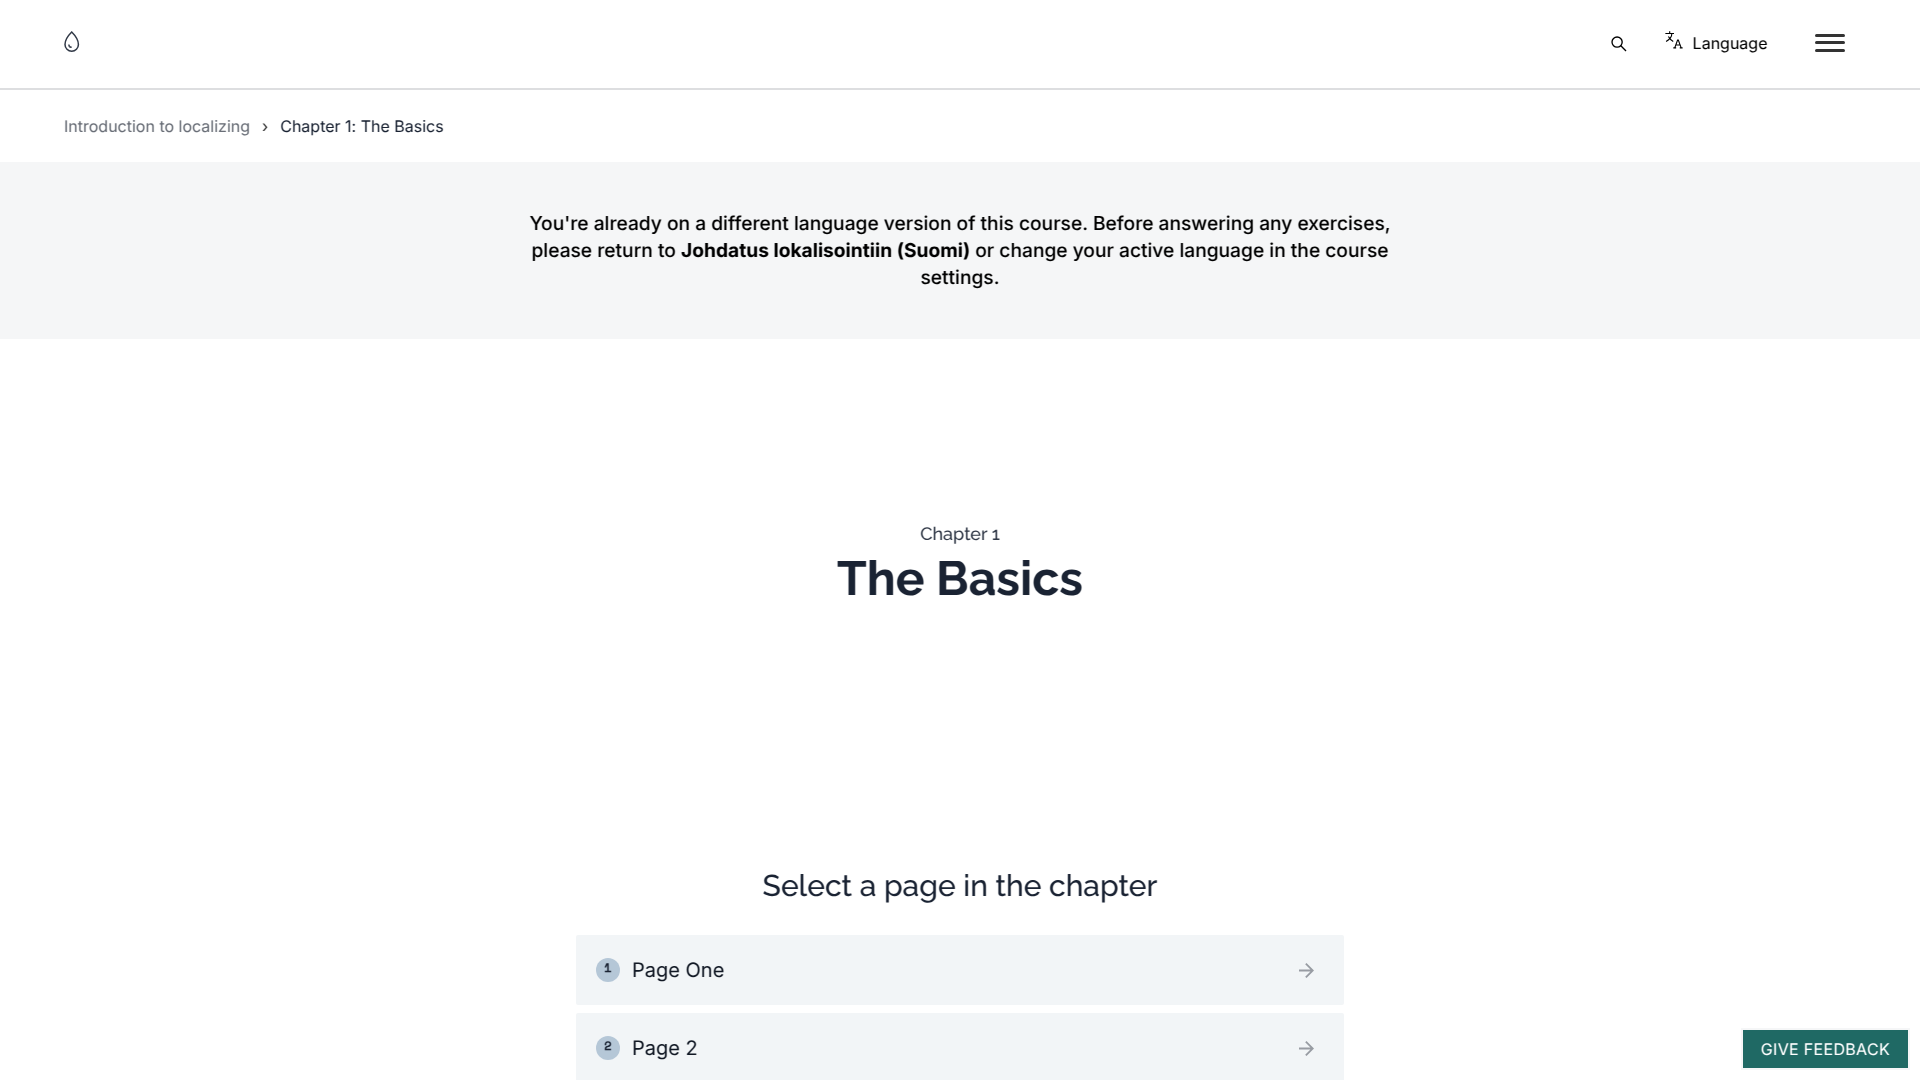 Language
Introduction to localizing › Chapter 1: The Basics
You're already on a different language version of this course. Before answering any exercises,
please return to Johdatus lokalisointiin (Suomi) or change your active language in the course
settings.
Chapter 1
The Basics
Select a page in the chapter
1 Page One
2 Page 2
GIVE FEEDBACK